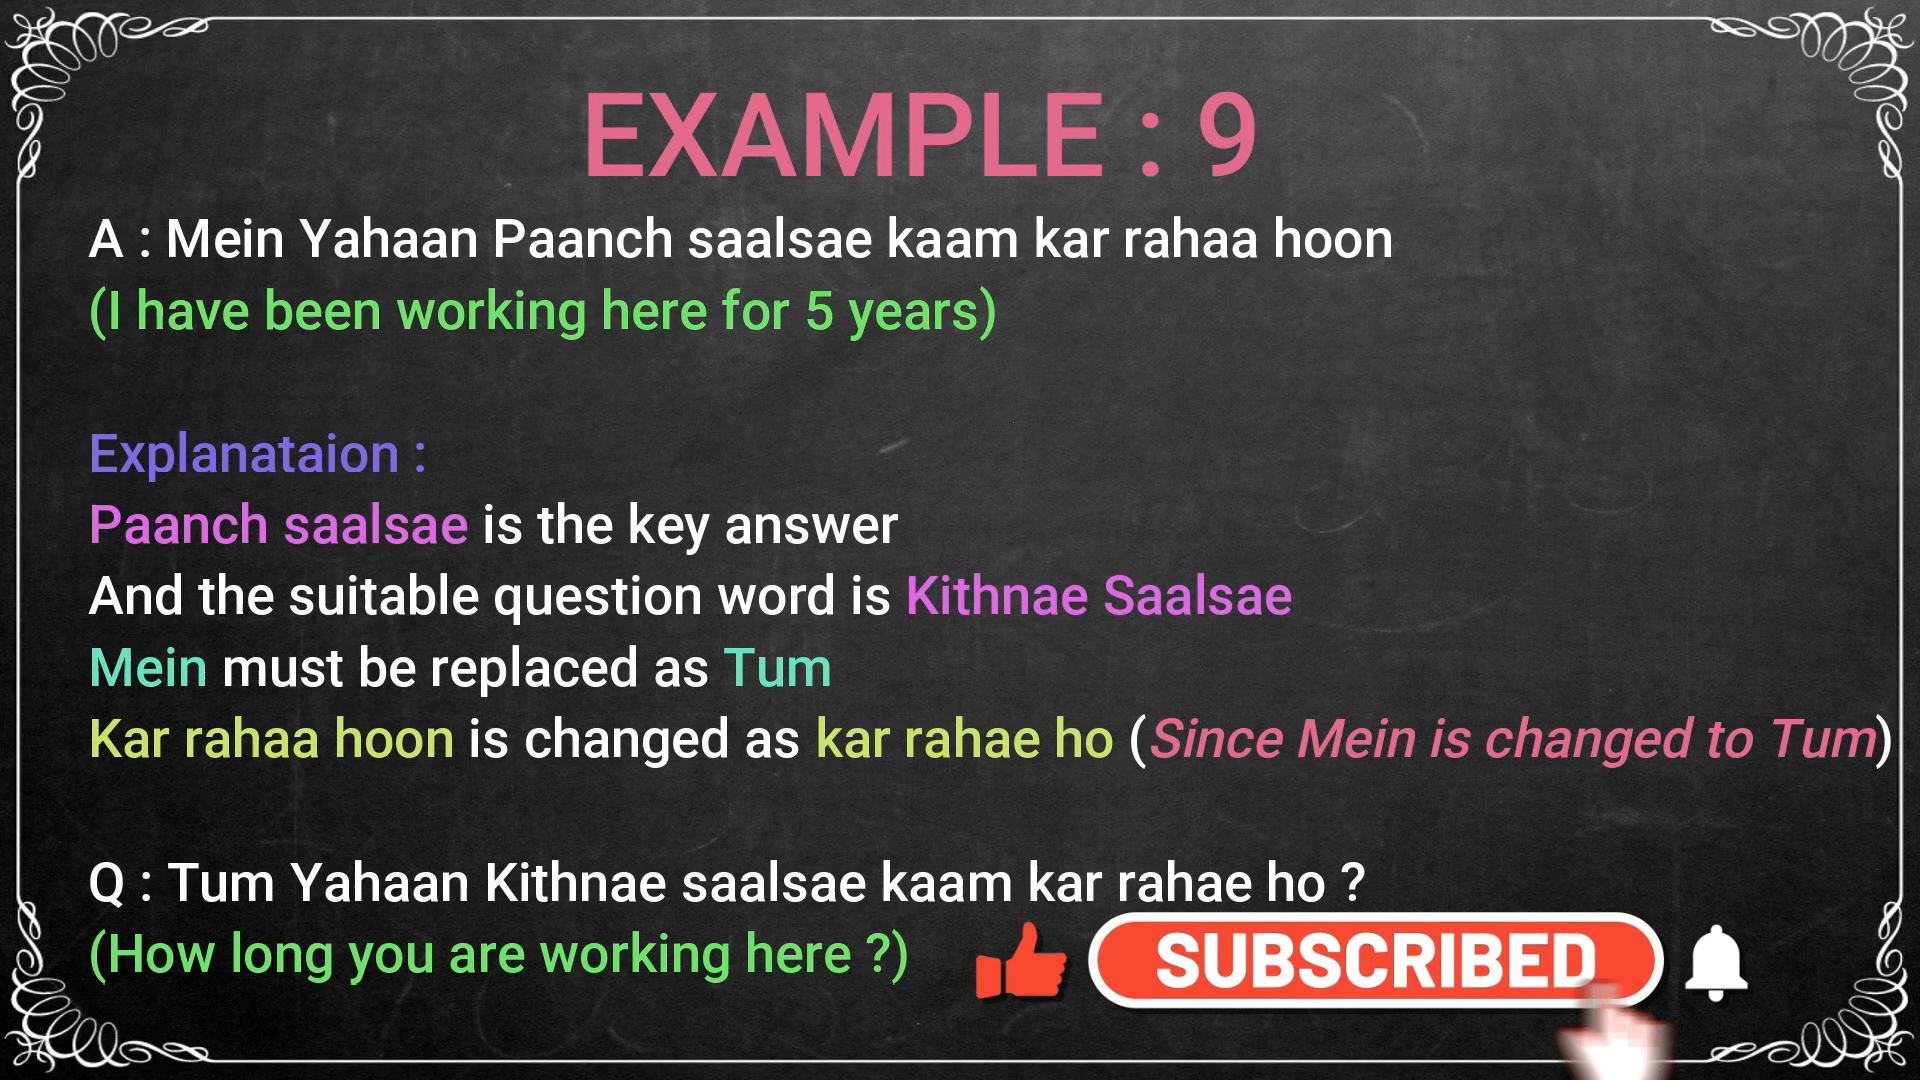 EXAMPLE : 9
A : Mein Yahaan Paanch saalsae kaam kar rahaa hoon
(I have been working here for 5 years)
Explanataion :
Paanch saalsae is the key answer
And the suitable question word is Kithnae Saalsae
Mein must be replaced as Tum
Kar rahaa hoon is changed as kar rahae ho (Since Mein is changed to Tum)
Q : Tum Yahaan Kithnae saalsae kaam kar rahae ho ?
(How long you are working here ?)
SUBSCRIBED